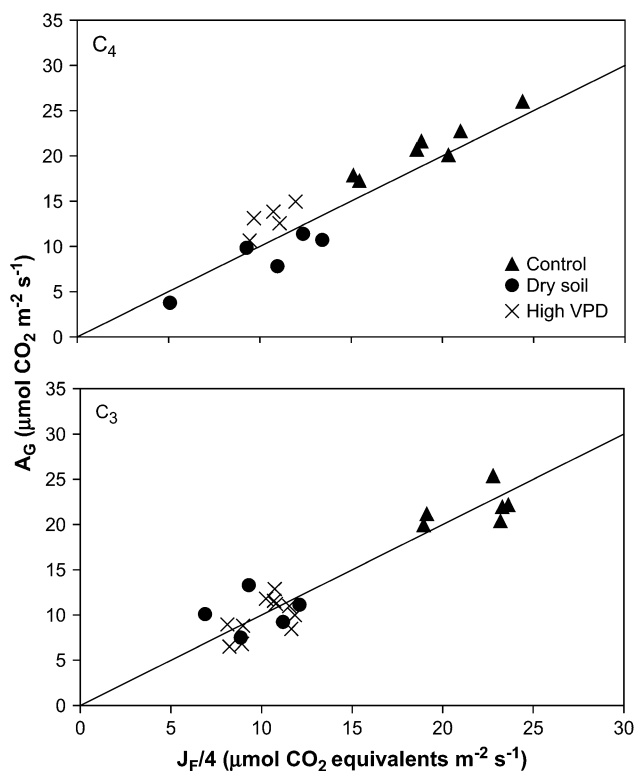 35
30
25
20
15
10
5
0
C₄
▲ Control
● Dry soil
× High VPD
A_G (μmol CO₂ m⁻² s⁻¹)
35
30
25
20
15
10
5
0
C₃
0 5 10 15 20 25 30
J_F/4 (μmol CO₂ equivalents m⁻² s⁻¹)